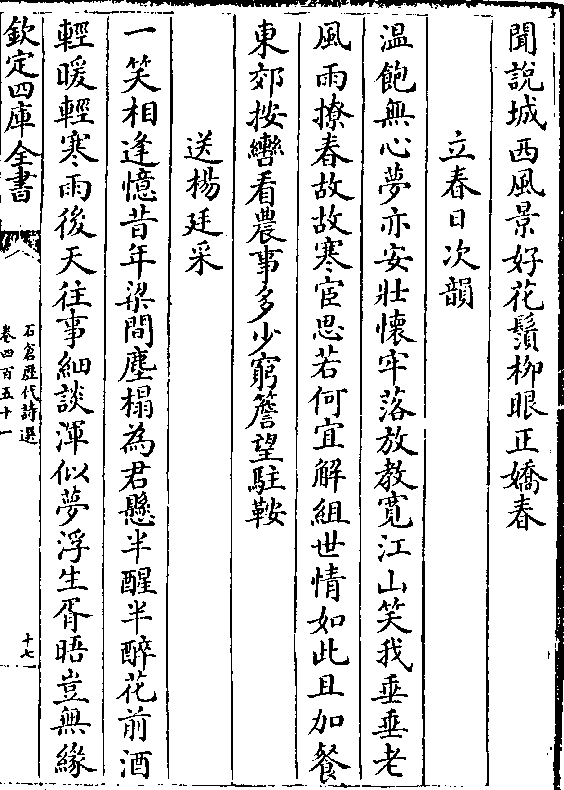 聞說城西風景好花鬚柳眼正嬌春
立春日次韻
温飽無心夢亦安壯懷牢落放教寛江山笑我垂垂老
風雨撩春故故寒宦思若何宜解組世情如此且加餐
東郊按轡看農事多少窮簷望駐鞍
送楊廷采
一笑相逢憶昔年梁間塵榻為君懸半醒半醉花前酒
輕暖輕寒雨後天往事細談渾似夢浮生胥晤豈無緣
欽定四庫全書
石倉歴代詩選
卷四百五十一
十七